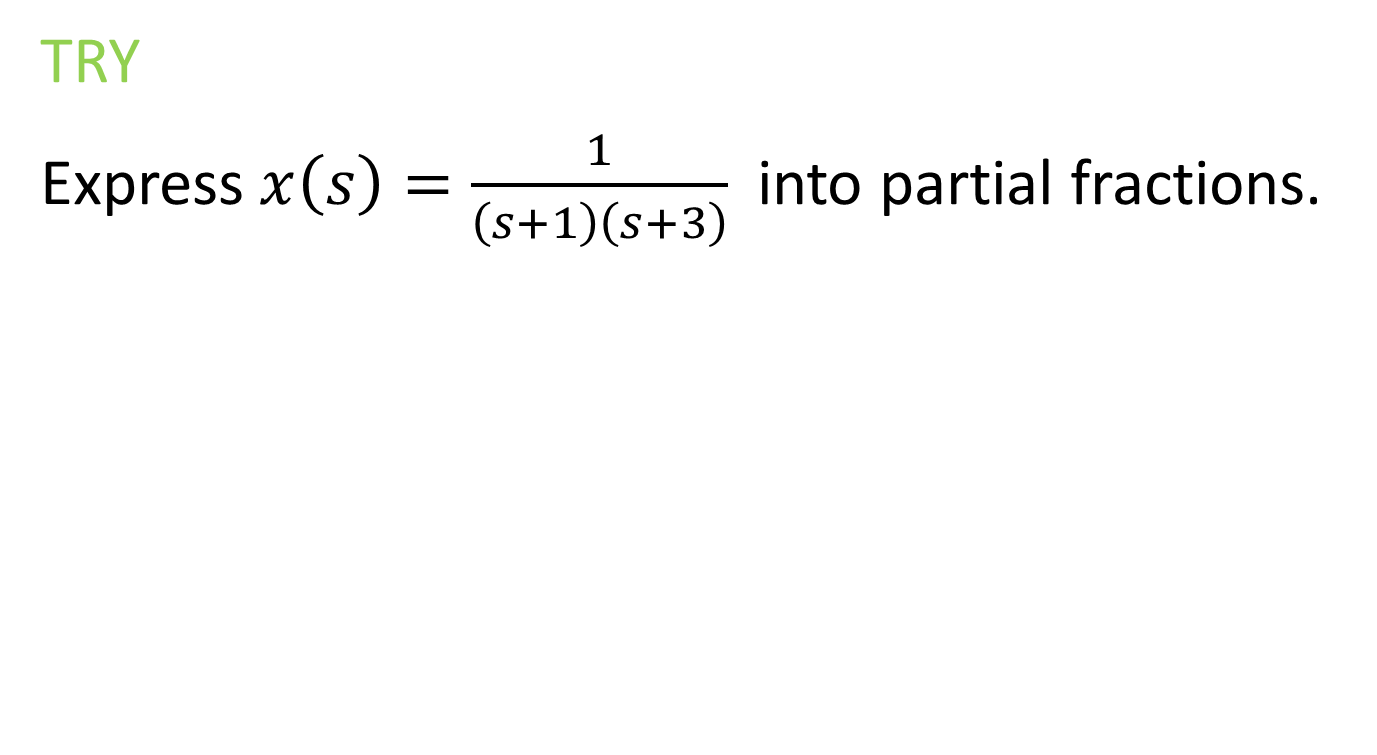 TRY
Express 𝑥(𝑠) = 1/((𝑠+1)(𝑠+3)) into partial fractions.